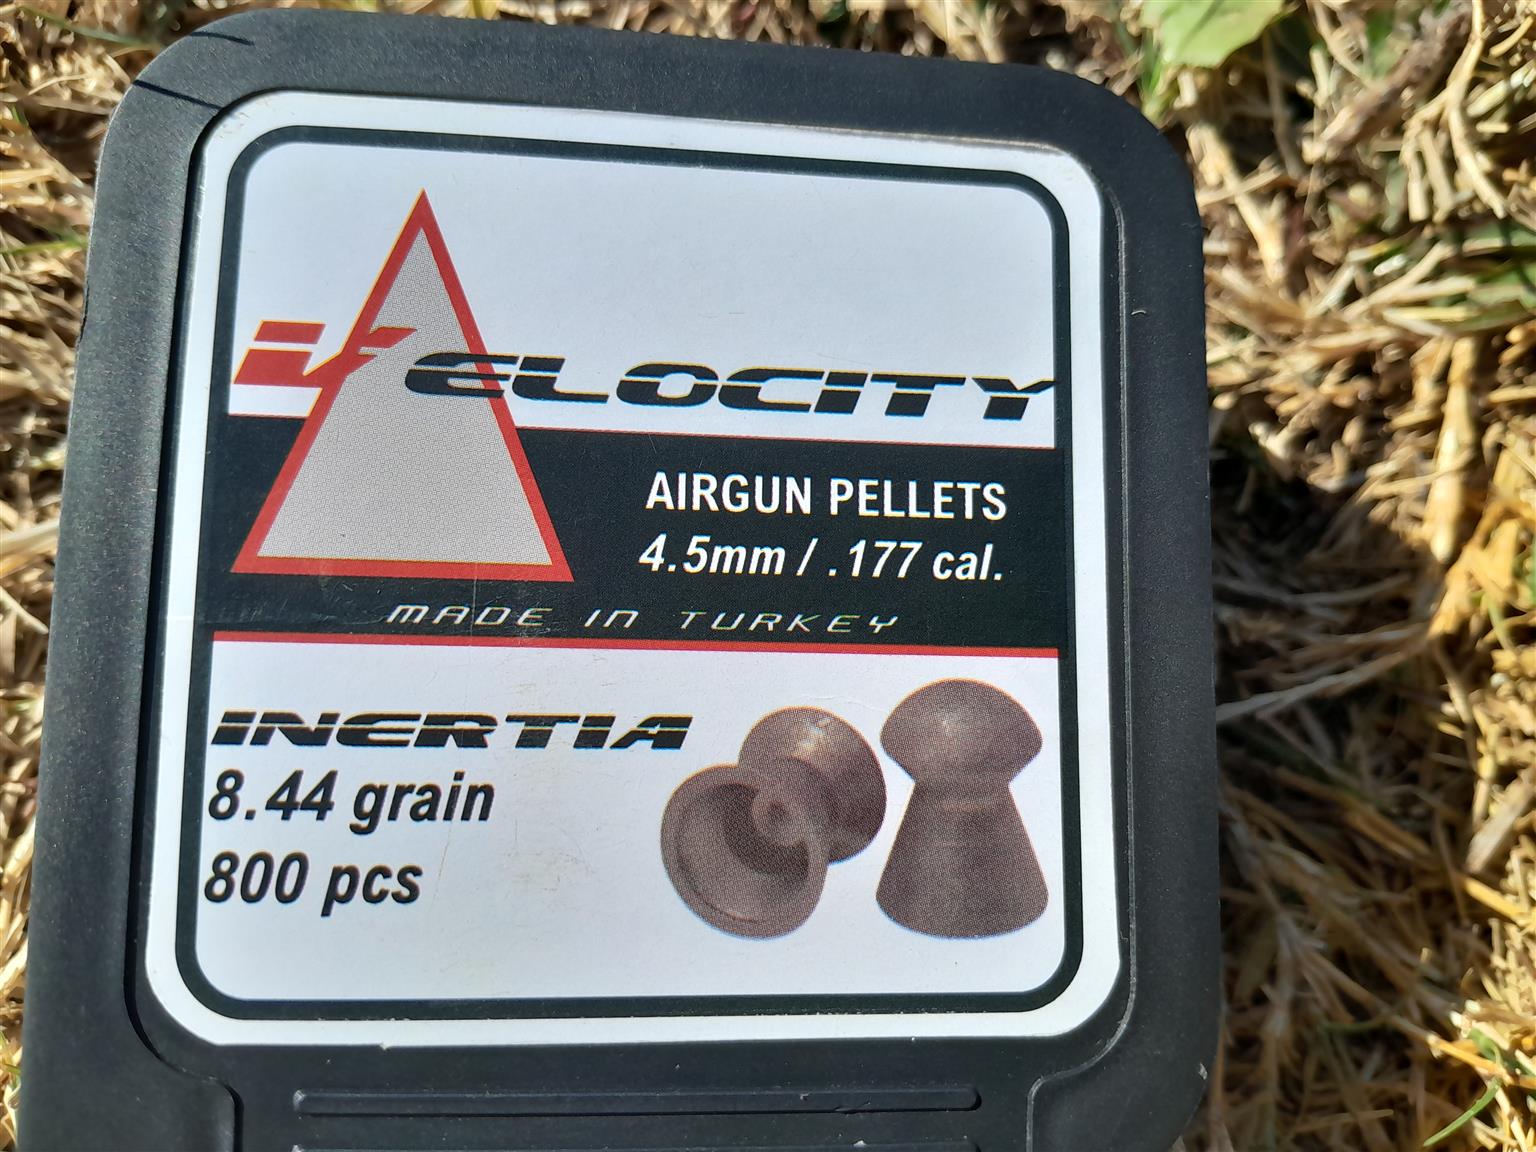 VELOCITY
AIRGUN PELLETS
4.5mm / .177 cal.
MADE IN TURKEY
INERTIA
8.44 grain
800 pcs